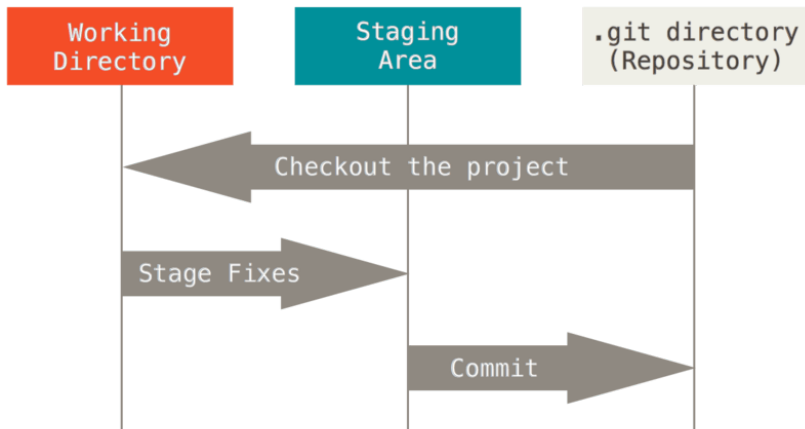 Working
Directory
Staging
Area
.git directory
(Repository)
Checkout the project
Stage Fixes
Commit